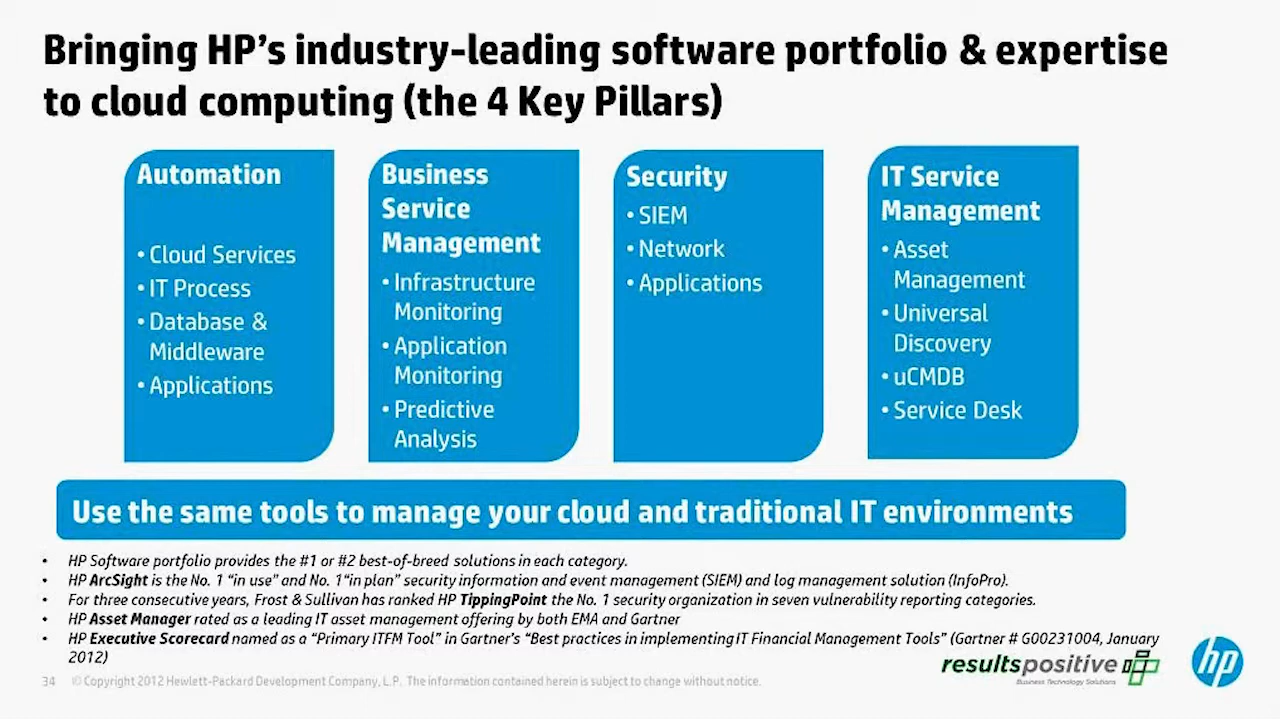 Bringing HP's industry-leading software portfolio & expertise
to cloud computing (the 4 Key Pillars)
Automation
• Cloud Services
• IT Process
• Database &
Middleware
• Applications
Business
Service
Management
• Infrastructure
Monitoring
• Application
Monitoring
• Predictive
Analysis
Security
• SIEM
• Network
• Applications
IT Service
Management
• Asset
Management
• Universal
Discovery
• uCMDB
• Service Desk
Use the same tools to manage your cloud and traditional IT environments
• HP Software portfolio provides the #1 or #2 best-of-breed solutions in each category.
• HP ArcSight is the No. 1 "in use" and No. 1"in plan" security information and event management (SIEM) and log management solution (InfoPro).
• For three consecutive years, Frost & Sullivan has ranked HP TippingPoint the No. 1 security organization in seven vulnerability reporting categories.
• HP Asset Manager rated as a leading IT asset management offering by both EMA and Gartner
• HP Executive Scorecard named as a "Primary ITFM Tool" in Gartner's "Best practices in implementing IT Financial Management Tools" (Gartner # G00231004, January
2012)
resultspositive
Business Technology Solutions
hp
34 © Copyright 2012 Hewlett-Packard Development Company, L.P. The information contained herein is subject to change without notice.